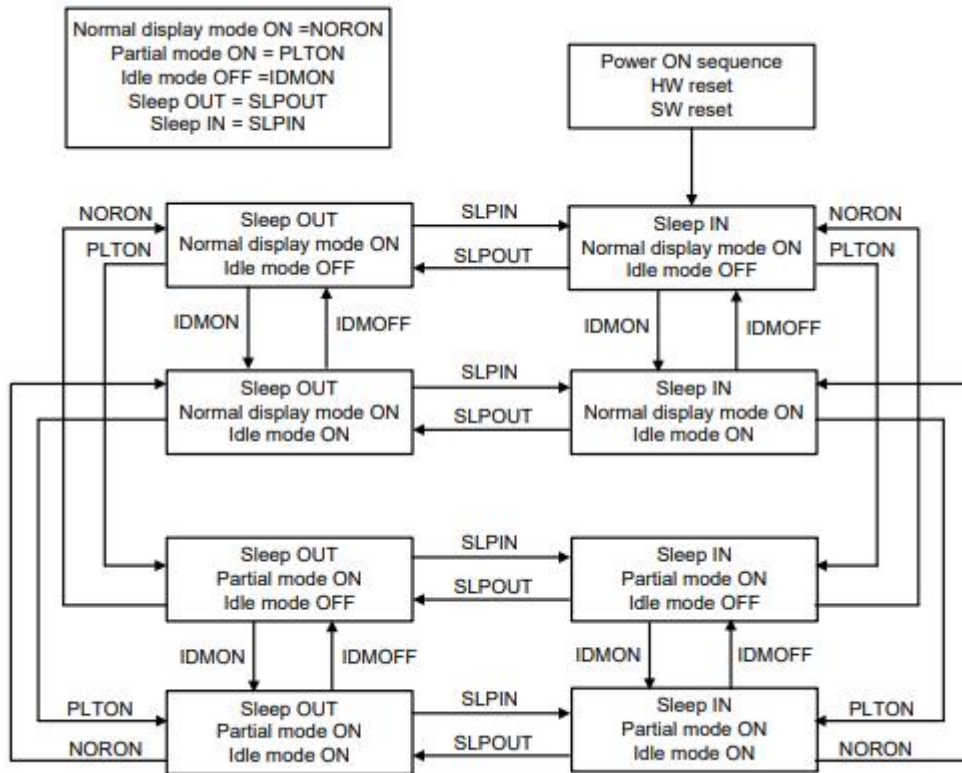 Normal display mode ON =NORON
Partial mode ON = PLTON
Idle mode OFF =IDMON
Sleep OUT = SLPOUT
Sleep IN = SLPIN
Power ON sequence
HW reset
SW reset
NORON
PLTON
Sleep OUT
Normal display mode ON
Idle mode OFF
SLPIN
SLPOUT
Sleep IN
Normal display mode ON
Idle mode OFF
NORON
PLTON
IDMON
IDMOFF
IDMON
IDMOFF
Sleep OUT
Normal display mode ON
Idle mode ON
SLPIN
SLPOUT
Sleep IN
Normal display mode ON
Idle mode ON
Sleep OUT
Partial mode ON
Idle mode OFF
SLPIN
SLPOUT
Sleep IN
Partial mode ON
Idle mode OFF
IDMON
IDMOFF
IDMON
IDMOFF
PLTON
NORON
Sleep OUT
Partial mode ON
Idle mode ON
SLPIN
SLPOUT
Sleep IN
Partial mode ON
Idle mode ON
PLTON
NORON